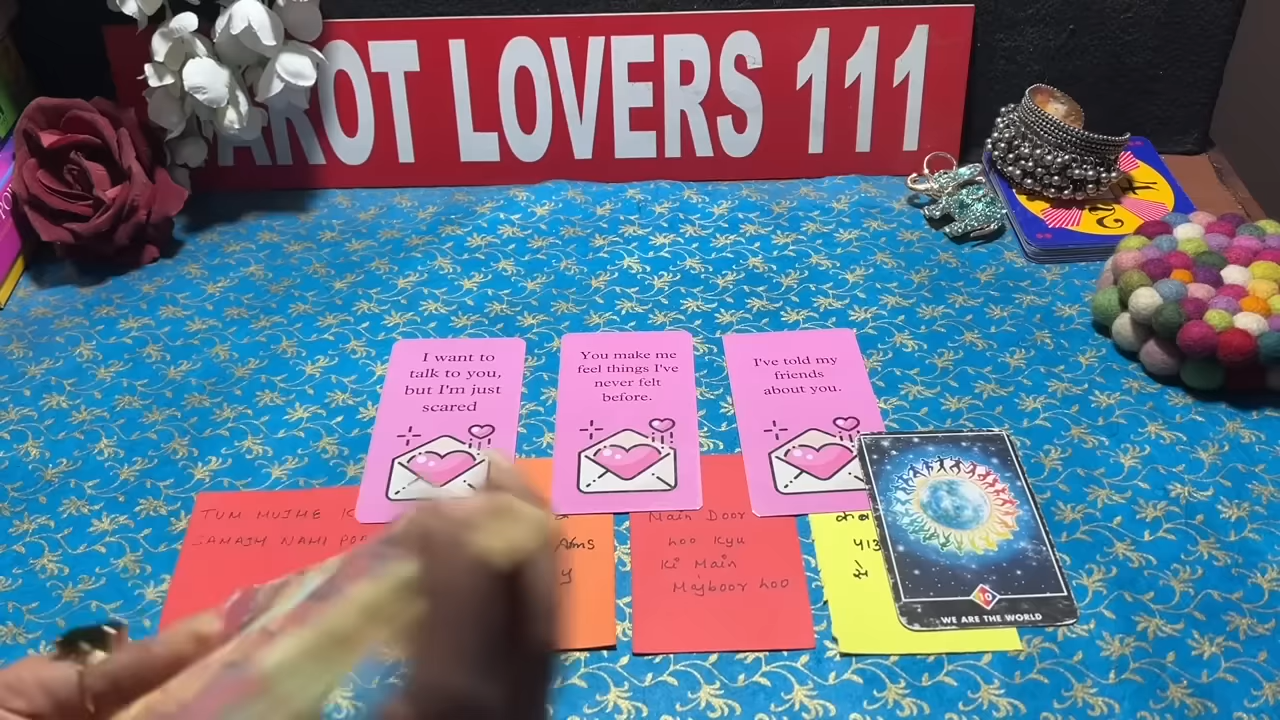 ROT LOVERS 111
I want to
talk to you,
but I'm just
scared
You make me
feel things I've
never felt
before.
I've told my
friends
about you.
TUM MUJHE K
SAMAJH NAHI
Arms
y
Main Door
hoo Kyu
Ki Main
Majboor hoo
10
WE ARE THE WORLD